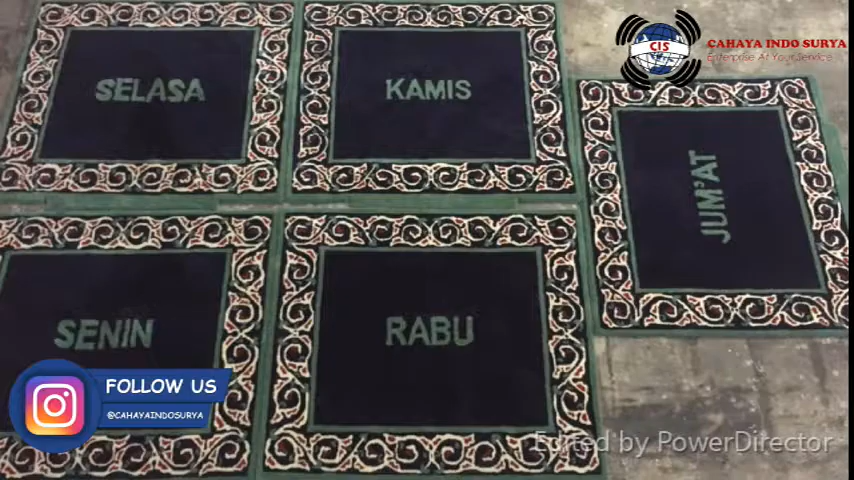 CIS
CAHAYA INDO SURYA
Enterprise At Your Service
SELASA
KAMIS
JUM'AT
SENIN
RABU
FOLLOW US
@CAHAYAINDOSURYA
Edited by PowerDirector